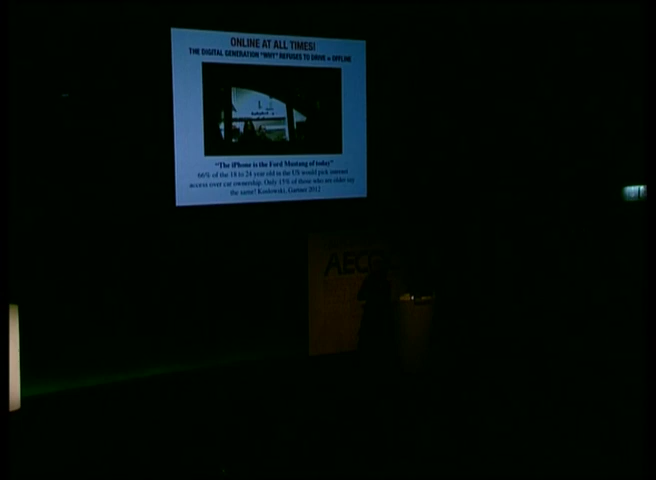 ONLINE AT ALL TIMES!
THE DIGITAL GENERATION "WHY" REFUSES TO DRIVE = OFFLINE
"The iPhone is the Ford Mustang of today"
66% of the 18 to 24 year old in the US would pick internet
access over car ownership. Only 15% of those who are older say
the same! Koslowski, Gartner 2012
AECE